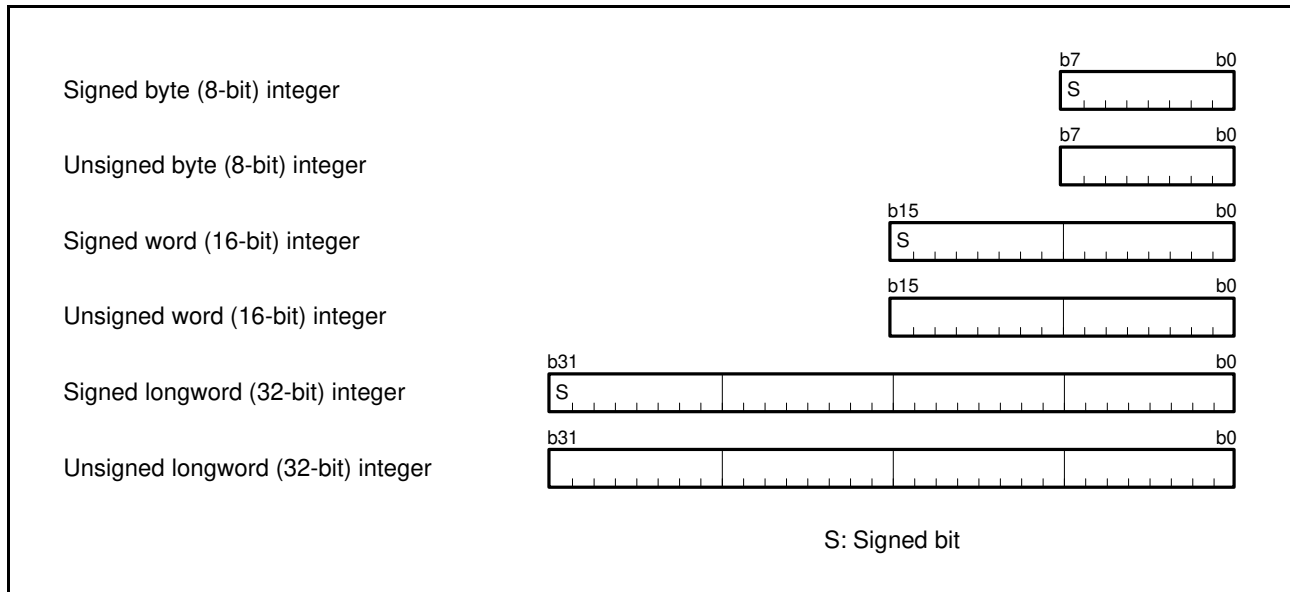 b7 b0
Signed byte (8-bit) integer S
b7 b0
Unsigned byte (8-bit) integer
b15 b0
Signed word (16-bit) integer S
b15 b0
Unsigned word (16-bit) integer
b31 b0
Signed longword (32-bit) integer S
b31 b0
Unsigned longword (32-bit) integer
S: Signed bit